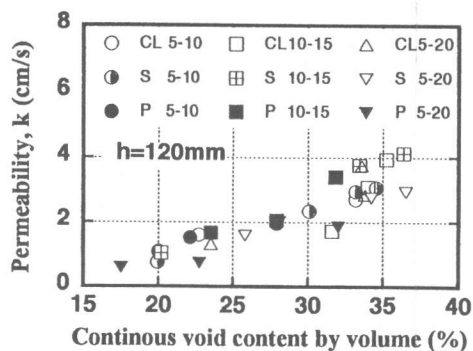 8
6
4
2
0
Permeability, k (cm/s)
CL 5-10 CL10-15 CL5-20
S 5-10 S 10-15 S 5-20
P 5-10 P 10-15 P 5-20
h=120mm
15 20 25 30 35 40
Continous void content by volume (%)